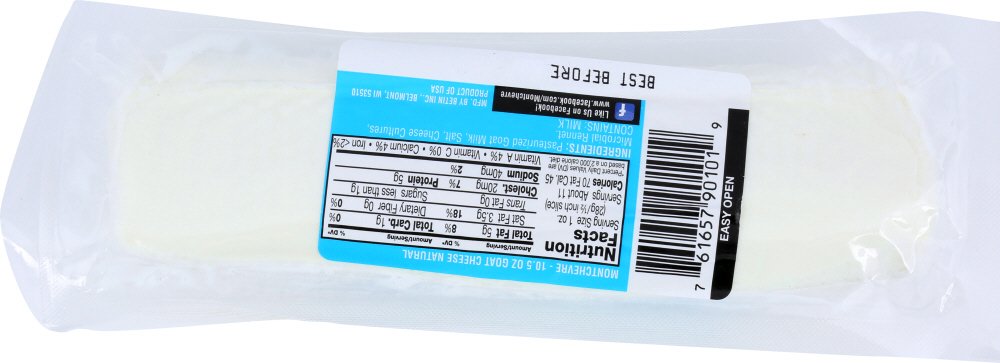 MONTCHEVRE - 10.5 OZ GOAT CHEESE NATURAL
Nutrition
Facts
Serving Size 1 oz.
(28g/½ inch slice)
Servings About 11
Calories 70 Fat Cal. 45
*Percent Daily Values (DV) are
based on a 2,000 calorie diet.
Amount/Serving % DV* Amount/Serving % DV*
Total Fat 5g 8% Total Carb. 1g 0%
Sat Fat 3.5g 18% Dietary Fiber 0g 0%
Trans Fat 0g Sugars less than 1g
Cholest. 20mg 7% Protein 5g
Sodium 40mg 2%
Vitamin A 4% • Vitamin C 0% • Calcium 4% • Iron <2%
INGREDIENTS: Pasteurized Goat Milk, Salt, Cheese Cultures,
Microbial Rennet.
CONTAINS: MILK
f Like Us on Facebook!
www.facebook.com/Montchevre
MFD. BY: BETIN INC., BELMONT, WI 53510
PRODUCT OF USA
BEST BEFORE
7 61657 90101 9
EASY OPEN